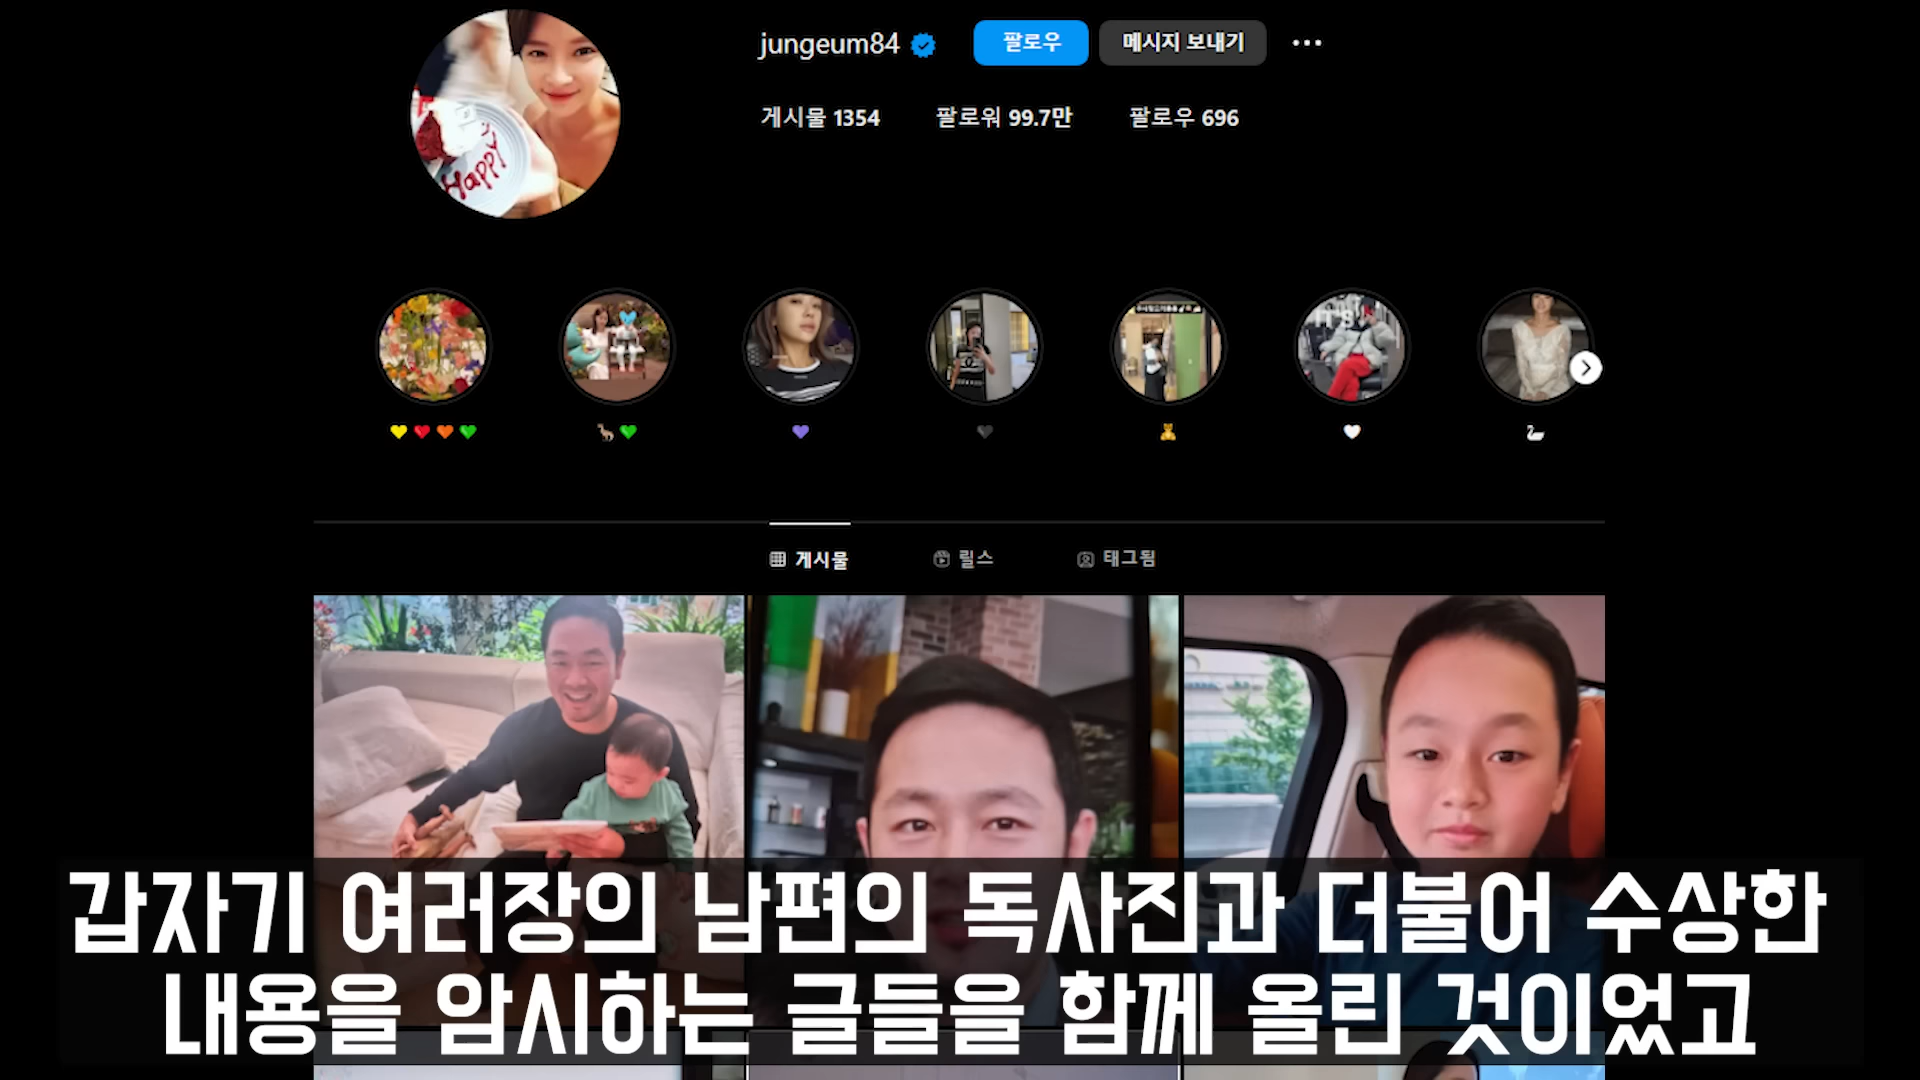 jungeum84
팔로우
메시지 보내기
게시물 1354
팔로워 99.7만
팔로우 696
Happy
IT'S
게시물
릴스
태그됨
갑자기 여러장의 남편의 독사진과 더불어 수상한
내용을 암시하는 글들을 함께 올린 것이었고